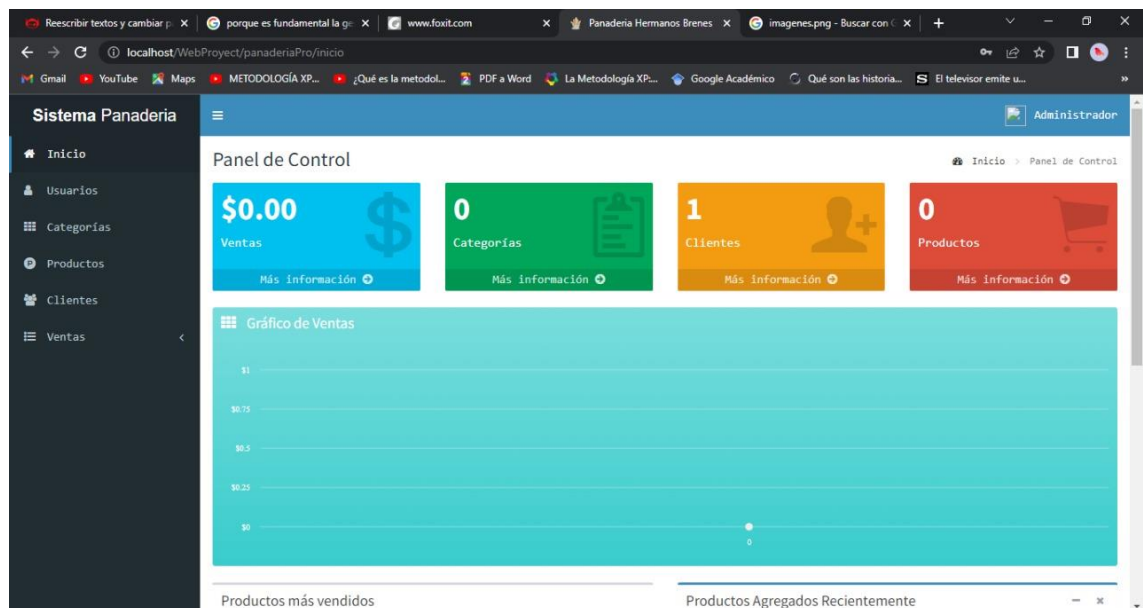 Reescribir textos y cambiar p
porque es fundamental la ge
www.foxit.com
Panaderia Hermanos Brenes
imagenes.png - Buscar con G
localhost/WebProyect/panaderiaPro/inicio
Gmail
YouTube
Maps
METODOLOGÍA XP...
¿Qué es la metodol...
PDF a Word
La Metodología XP:...
Google Académico
Qué son las historia...
El televisor emite u...
»
Sistema Panaderia
Administrador
Inicio
Usuarios
Categorías
Productos
Clientes
Ventas
Panel de Control
Inicio > Panel de Control
$0.00
Ventas
Más información
0
Categorías
Más información
1
Clientes
Más información
0
Productos
Más información
Gráfico de Ventas
$1
$0.75
$0.5
$0.25
$0
0
Productos más vendidos
Productos Agregados Recientemente